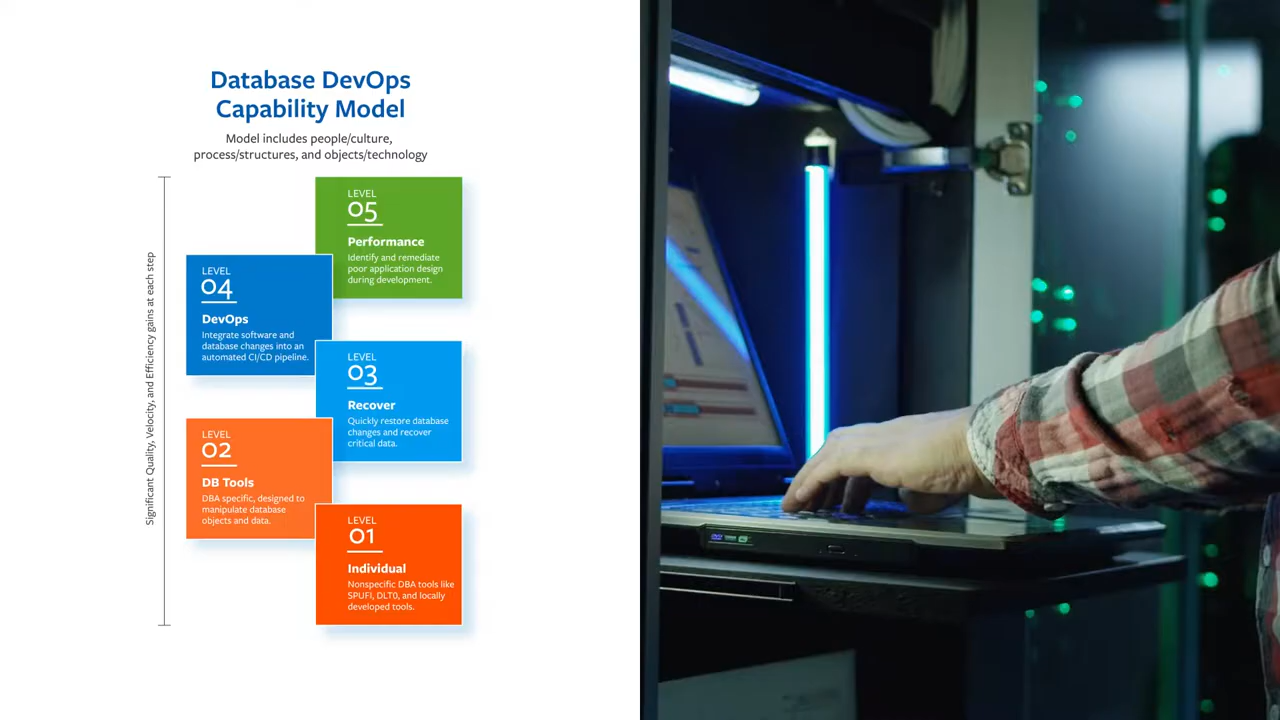 Database DevOps
Capability Model
Model includes people/culture,
process/structures, and objects/technology
Significant Quality, Velocity, and Efficiency gains at each step
LEVEL
05
Performance
Identify and remediate
poor application design
during development.
LEVEL
04
DevOps
Integrate software and
database changes into an
automated CI/CD pipeline.
LEVEL
03
Recover
Quickly restore database
changes and recover
critical data.
LEVEL
02
DB Tools
DBA specific, designed to
manipulate database
objects and data.
LEVEL
01
Individual
Nonspecific DBA tools like
SPUFI, DLT0, and locally
developed tools.